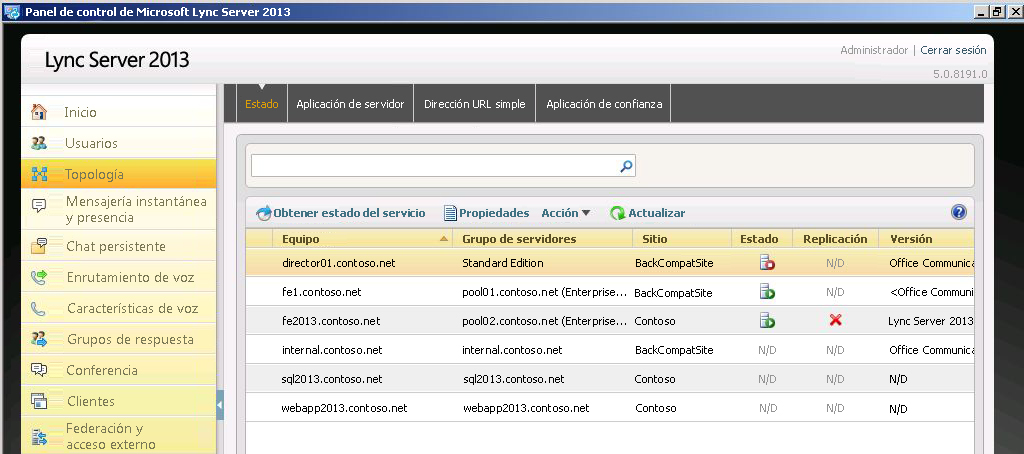 Panel de control de Microsoft Lync Server 2013
Lync Server 2013
Administrador | Cerrar sesión
5.0.8191.0
Inicio
Usuarios
Topología
Mensajería instantánea
y presencia
Chat persistente
Enrutamiento de voz
Características de voz
Grupos de respuesta
Conferencia
Clientes
Federación y
acceso externo
Estado Aplicación de servidor Dirección URL simple Aplicación de confianza
Obtener estado del servicio Propiedades Acción Actualizar
Equipo Grupo de servidores Sitio Estado Replicación Versión
director01.contoso.net Standard Edition BackCompatSite N/D Office Communica
fe1.contoso.net pool01.contoso.net (Enterprise... BackCompatSite N/D <Office Communi
fe2013.contoso.net pool02.contoso.net (Enterprise... Contoso Lync Server 2013
internal.contoso.net internal.contoso.net BackCompatSite N/D N/D Office Communica
sql2013.contoso.net sql2013.contoso.net Contoso N/D N/D N/D
webapp2013.contoso.net webapp2013.contoso.net Contoso N/D N/D N/D